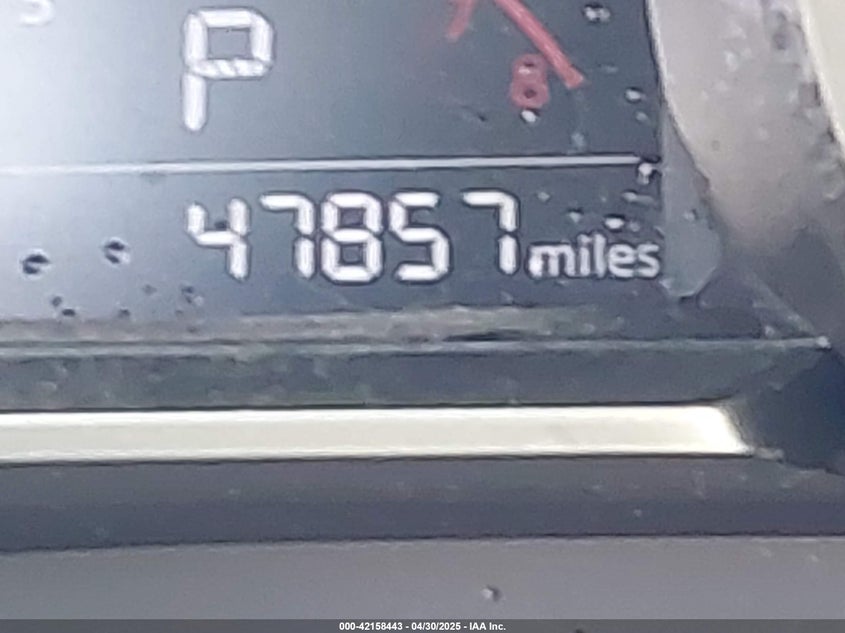 P
8
47857 miles
000-42158443 - 04/30/2025 - IAA Inc.